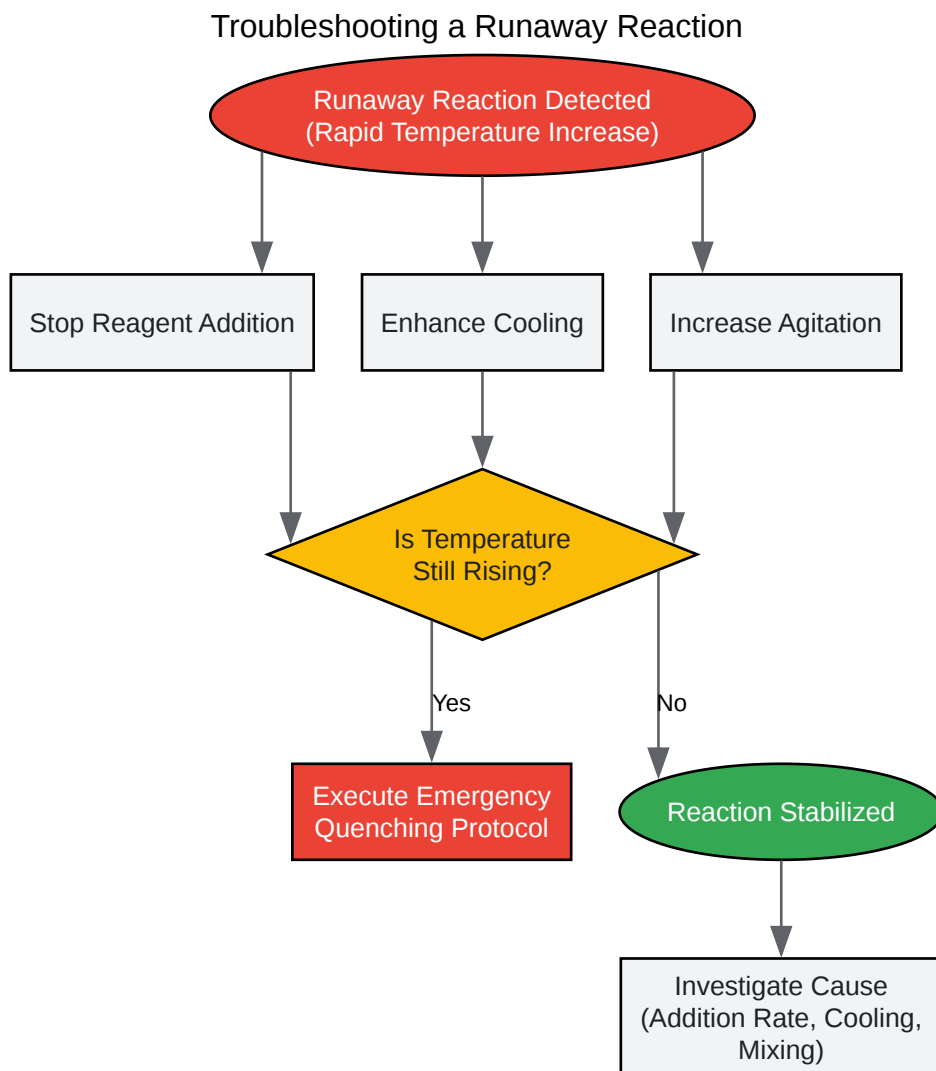 Troubleshooting a Runaway Reaction
Runaway Reaction Detected
(Rapid Temperature Increase)
Stop Reagent Addition
Enhance Cooling
Increase Agitation
Is Temperature
Still Rising?
Yes
No
Execute Emergency
Quenching Protocol
Reaction Stabilized
Investigate Cause
(Addition Rate, Cooling,
Mixing)